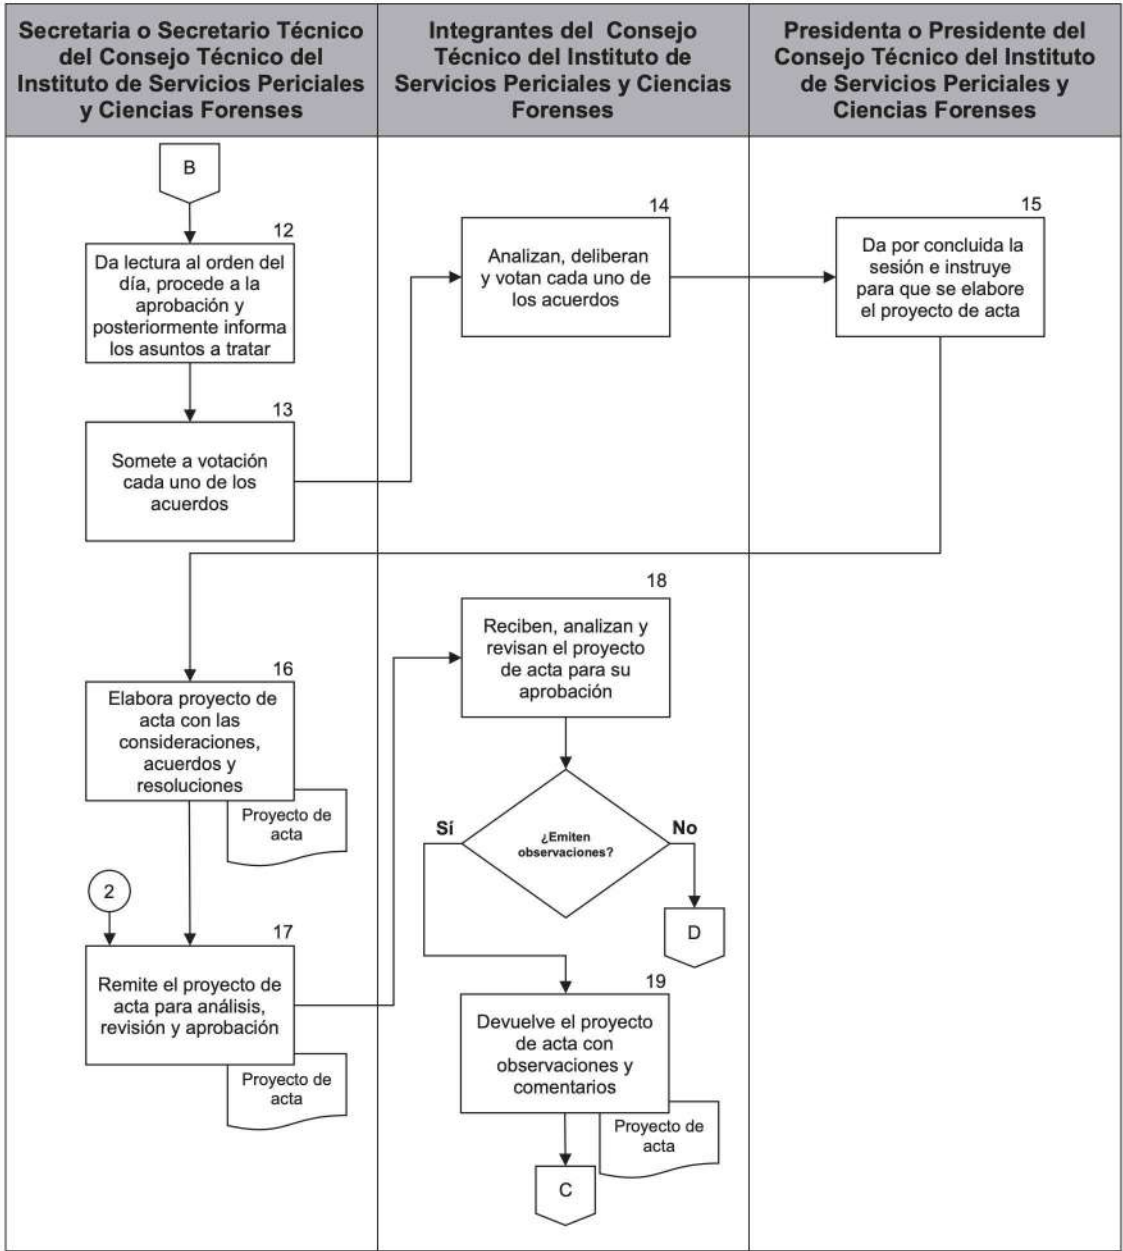 Secretaria o Secretario Técnico
del Consejo Técnico del
Instituto de Servicios Periciales
y Ciencias Forenses
Integrantes del Consejo
Técnico del Instituto de
Servicios Periciales y Ciencias
Forenses
Presidenta o Presidente del
Consejo Técnico del Instituto
de Servicios Periciales y
Ciencias Forenses
B
12
Da lectura al orden del
día, procede a la
aprobación y
posteriormente informa
los asuntos a tratar
13
Somete a votación
cada uno de los
acuerdos
14
Analizan, deliberan
y votan cada uno de
los acuerdos
15
Da por concluida la
sesión e instruye
para que se elabore
el proyecto de acta
16
Elabora proyecto de
acta con las
consideraciones,
acuerdos y
resoluciones
Proyecto de
acta
2
17
Remite el proyecto de
acta para análisis,
revisión y aprobación
Proyecto de
acta
18
Reciben, analizan y
revisan el proyecto
de acta para su
aprobación
¿Emiten
observaciones?
Sí
No
D
19
Devuelve el proyecto
de acta con
observaciones y
comentarios
Proyecto de
acta
C